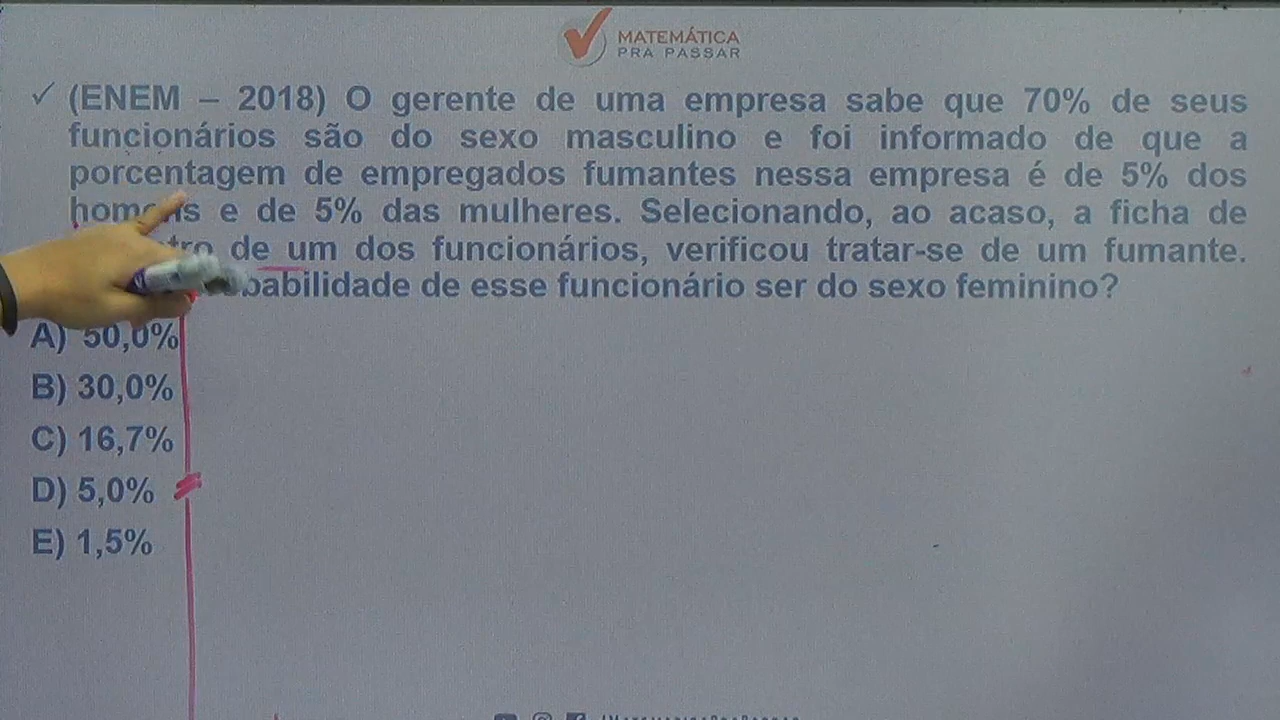 MATEMÁTICA
PRA PASSAR
(ENEM – 2018) O gerente de uma empresa sabe que 70% de seus
funcionários são do sexo masculino e foi informado de que a
porcentagem de empregados fumantes nessa empresa é de 5% dos
homens e de 5% das mulheres. Selecionando, ao acaso, a ficha de
de um dos funcionários, verificou tratar-se de um fumante.
de esse funcionário ser do sexo feminino?
A) 50,0%
B) 30,0%
C) 16,7%
D) 5,0%
E) 1,5%